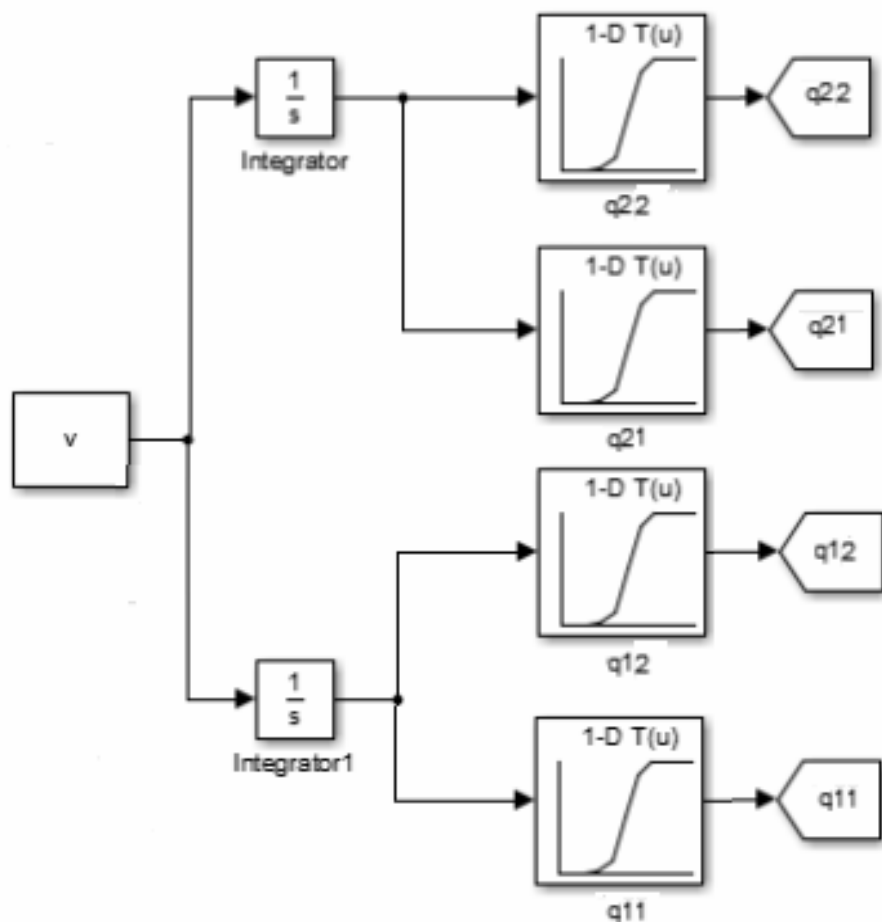 1-D T(u)
q22
1
s
Integrator
q22
1-D T(u)
q21
q21
v
1-D T(u)
q12
q12
1
s
Integrator1
1-D T(u)
q11
q11